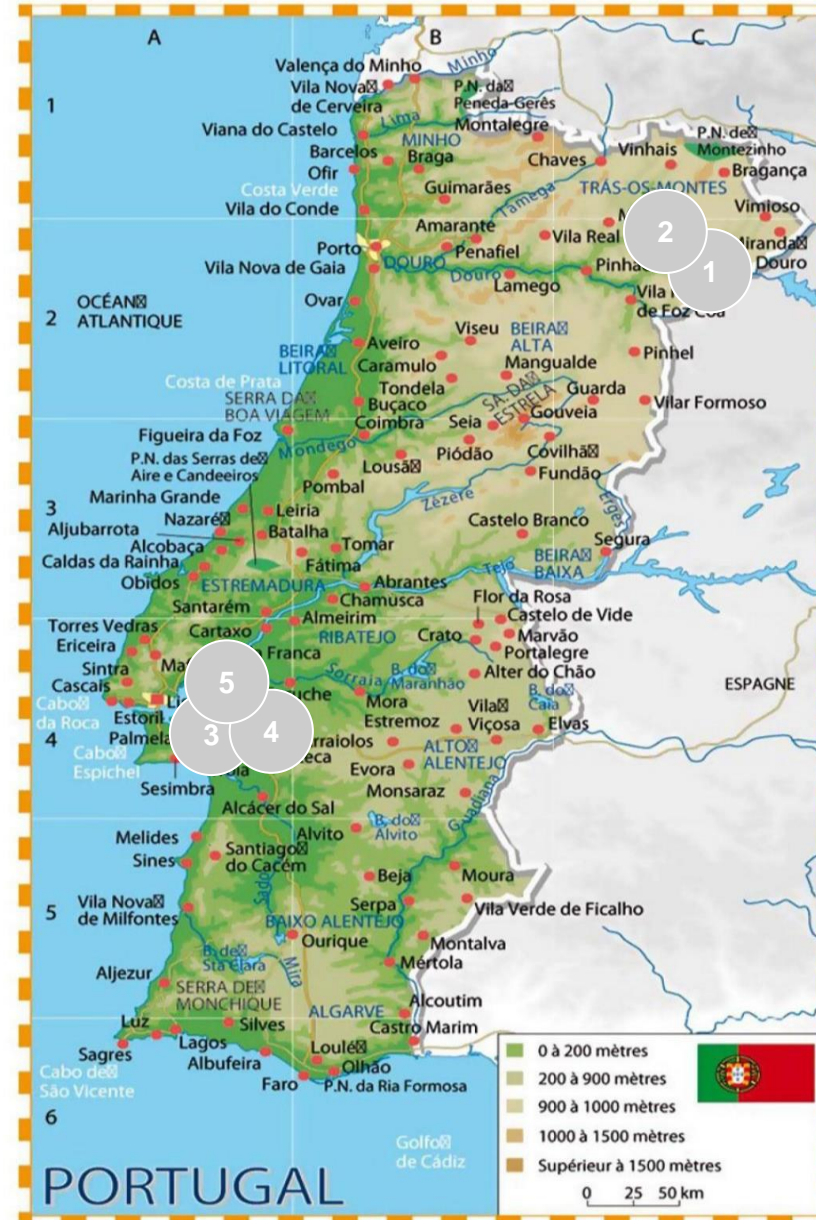 A
B
C
1
2
3
4
5
6
Valença do Minho
Minho
Vila Nova
de Cerveira
P.N. da
Peneda-Gerês
Lima
Viana do Castelo
MINHO
Montalegre
P.N. de
Montezinho
Barcelos
Braga
Chaves
Vinhais
Bragança
Ofir
Costa Verde
Guimarães
Tâmega
TRÁS-OS-MONTES
Vila do Conde
Amarante
Vimioso
2
Porto
Penafiel
Vila Real
Douro
DOURO
Vila Nova de Gaia
Douro
Lamego
1
OCÉAN
ATLANTIQUE
Ovar
Vila
de Foz Côa
Viseu
BEIRA
ALTA
Aveiro
BEIRA
LITORAL
Caramulo
Mangualde
Pinhel
Costa de Prata
Tondela
SA. DA
ESTRELA
Guarda
SERRA DA
BOA VIAGEM
Buçaco
Gouveia
Vilar Formoso
Coimbra
Seia
Figueira da Foz
Mondego
Piódão
Covilhã
P.N. das Serras de
Aire e Candeeiros
Lousã
Fundão
Pombal
Marinha Grande
Zêzere
Erges
Nazaré
Leiria
Castelo Branco
Aljubarrota
Batalha
Segura
Alcobaça
Tomar
BEIRA
BAIXA
Caldas da Rainha
Fátima
Tejo
Obidos
ESTREMADURA
Abrantes
Santarém
Chamusca
Flor da Rosa
Almeirim
Castelo de Vide
Torres Vedras
Cartaxo
RIBATEJO
Crato
Marvão
Ericeira
Franca
Portalegre
Sintra
5
Sorraia
B. do
Maranhão
Alter do Chão
ESPAGNE
Cascais
Mora
B. do
Caia
Cabo
da Roca
Estoril
Estremoz
Vila
Viçosa
Elvas
Palmela
3
4
Cabo
Espichel
ALTO
ALENTEJO
Evora
Sesimbra
Monsaraz
Alcácer do Sal
Guadiana
Melides
Alvito
B. do
Alvito
Sines
Santiago
do Cacém
Beja
Moura
Vila Nova
de Milfontes
Sado
Serpa
Vila Verde de Ficalho
BAIXO ALENTEJO
Ourique
Montalva
B. de
Sta Clara
Mira
Mértola
Aljezur
SERRA DE
MONCHIQUE
ALGARVE
Alcoutim
Luz
Silves
Castro Marim
Sagres
Lagos
Loulé
Albufeira
Olhão
Cabo de
São Vicente
Faro
P.N. da Ria Formosa
Golfo
de Cádiz
0 à 200 mètres
200 à 900 mètres
900 à 1000 mètres
1000 à 1500 mètres
Supérieur à 1500 mètres
0 25 50 km
PORTUGAL